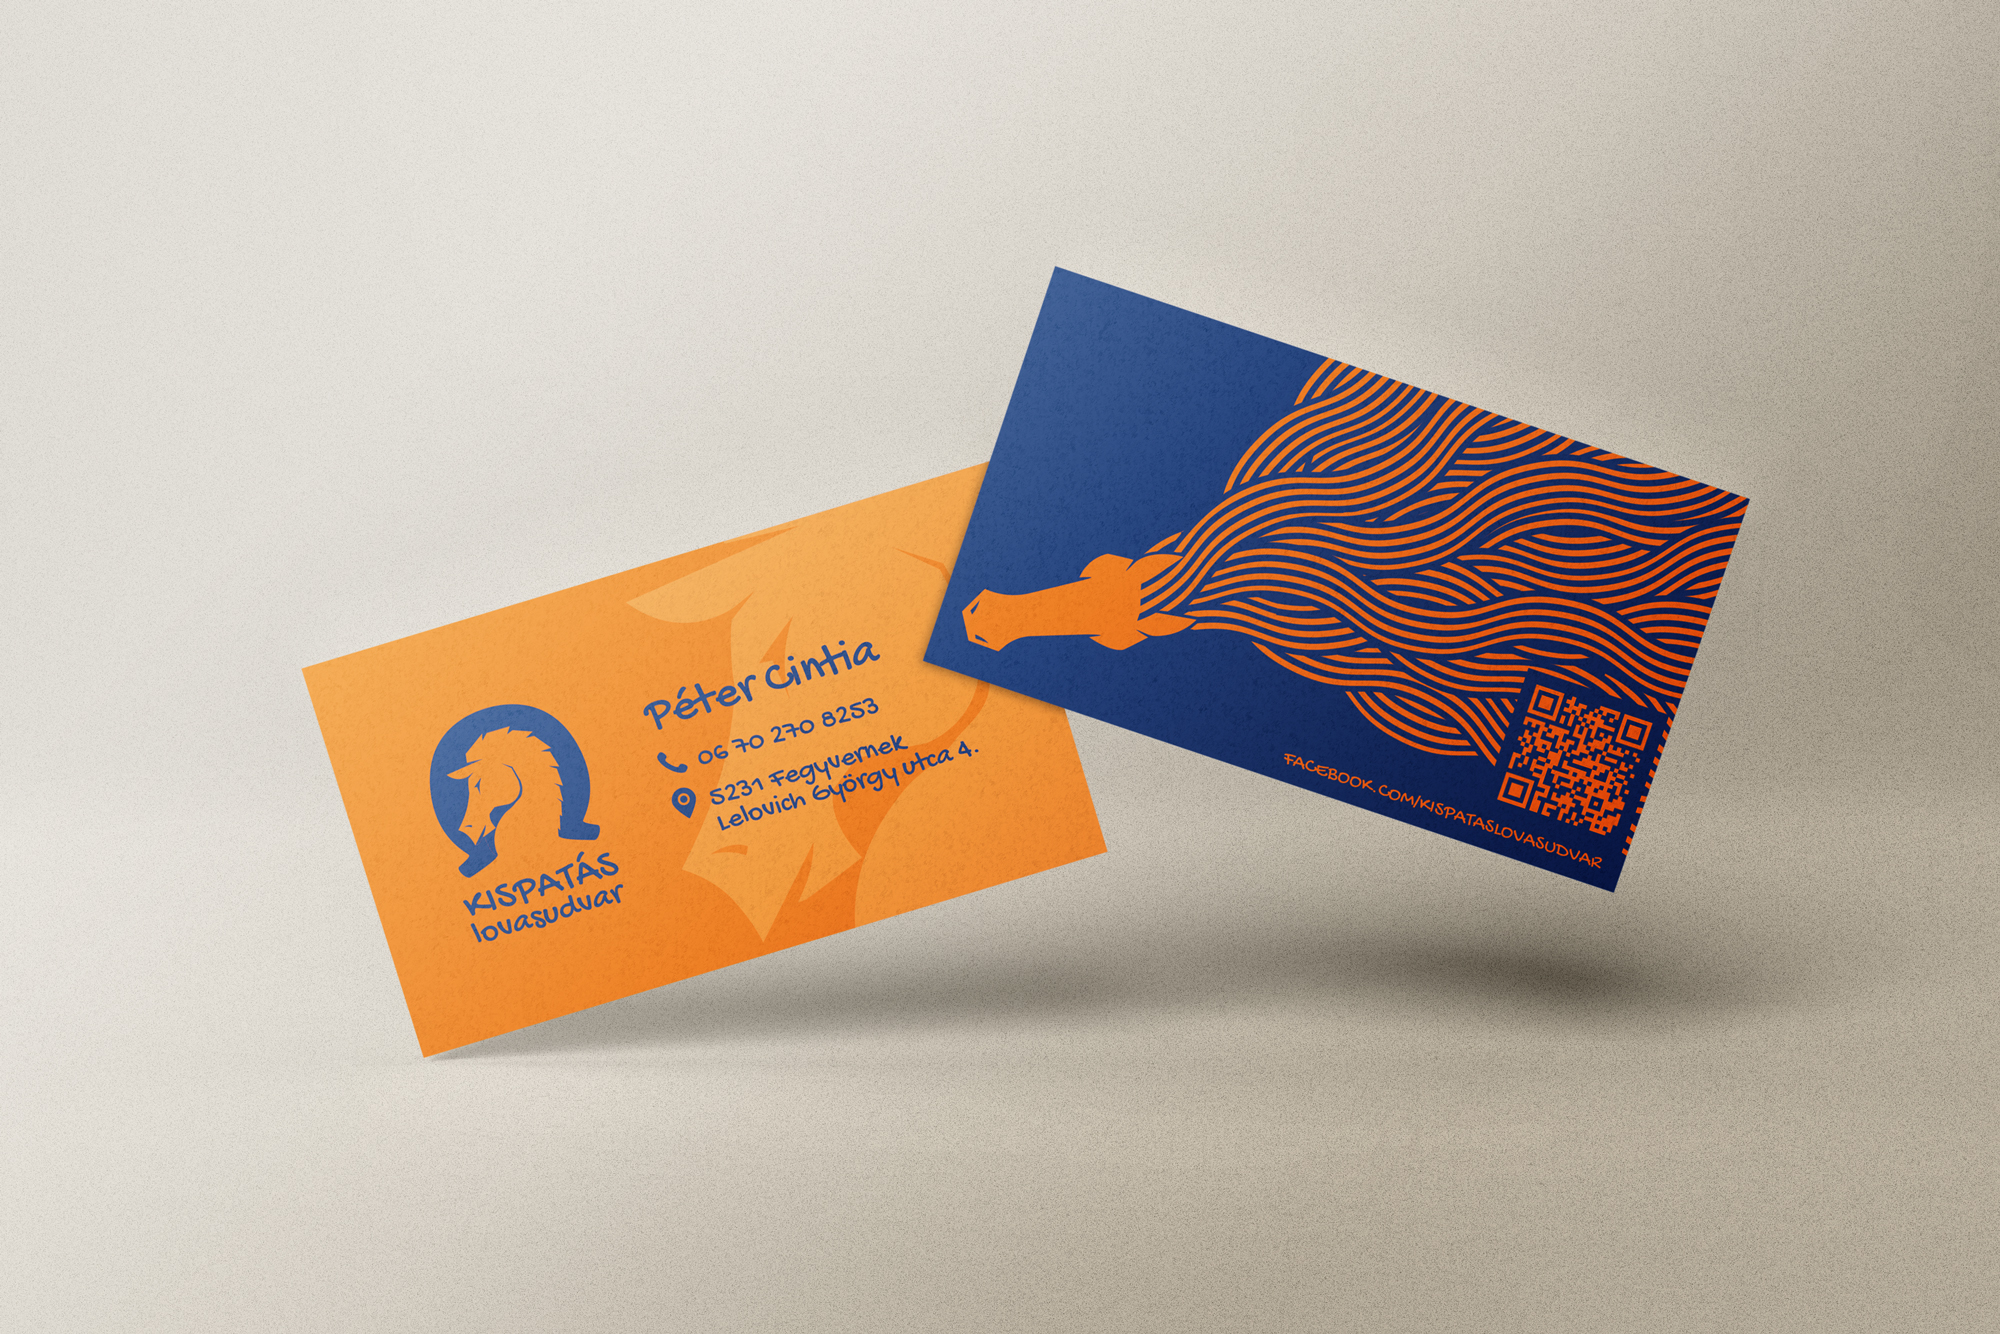 KISPATÁS
lovasudvar
Péter Cintia
06 70 270 8253
5231 Fegyvernek
Lelovich György utca 4.
FACEBOOK.COM/KISPATASLOVASUDVAR